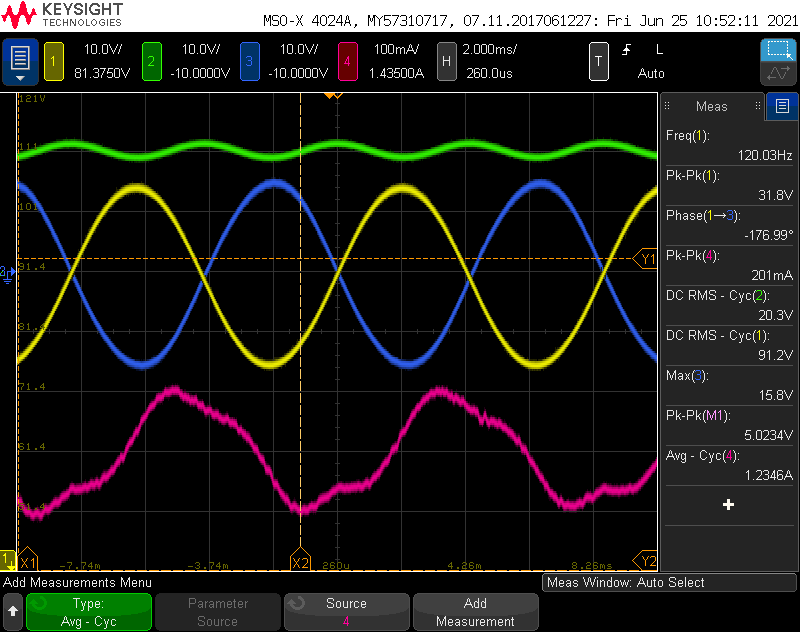 KEYSIGHT
TECHNOLOGIES
MSO-X 4024A, MY57310717, 07.11.2017061227: Fri Jun 25 10:52:11 2021
1 10.0V/ 81.3750V
2 10.0V/ -10.0000V
3 10.0V/ -10.0000V
4 100mA/ 1.43500A
H 2.000ms/ 260.0us
T L Auto
121V
111
101
91.4
81.4
71.4
61.4
Meas
Freq(1):
120.03Hz
Pk-Pk(1):
31.8V
Phase(1→3):
-176.99°
Pk-Pk(4):
201mA
DC RMS - Cyc(2):
20.3V
DC RMS - Cyc(1):
91.2V
Max(3):
15.8V
Pk-Pk(M1):
5.0234V
Avg - Cyc(4):
1.2346A
Y1
Y2
X1
X2
-7.74m -3.74m 260u 4.26m 8.26ms
Add Measurements Menu
Meas Window: Auto Select
Type:
Avg - Cyc
Parameter
Source
Source
4
Add
Measurement